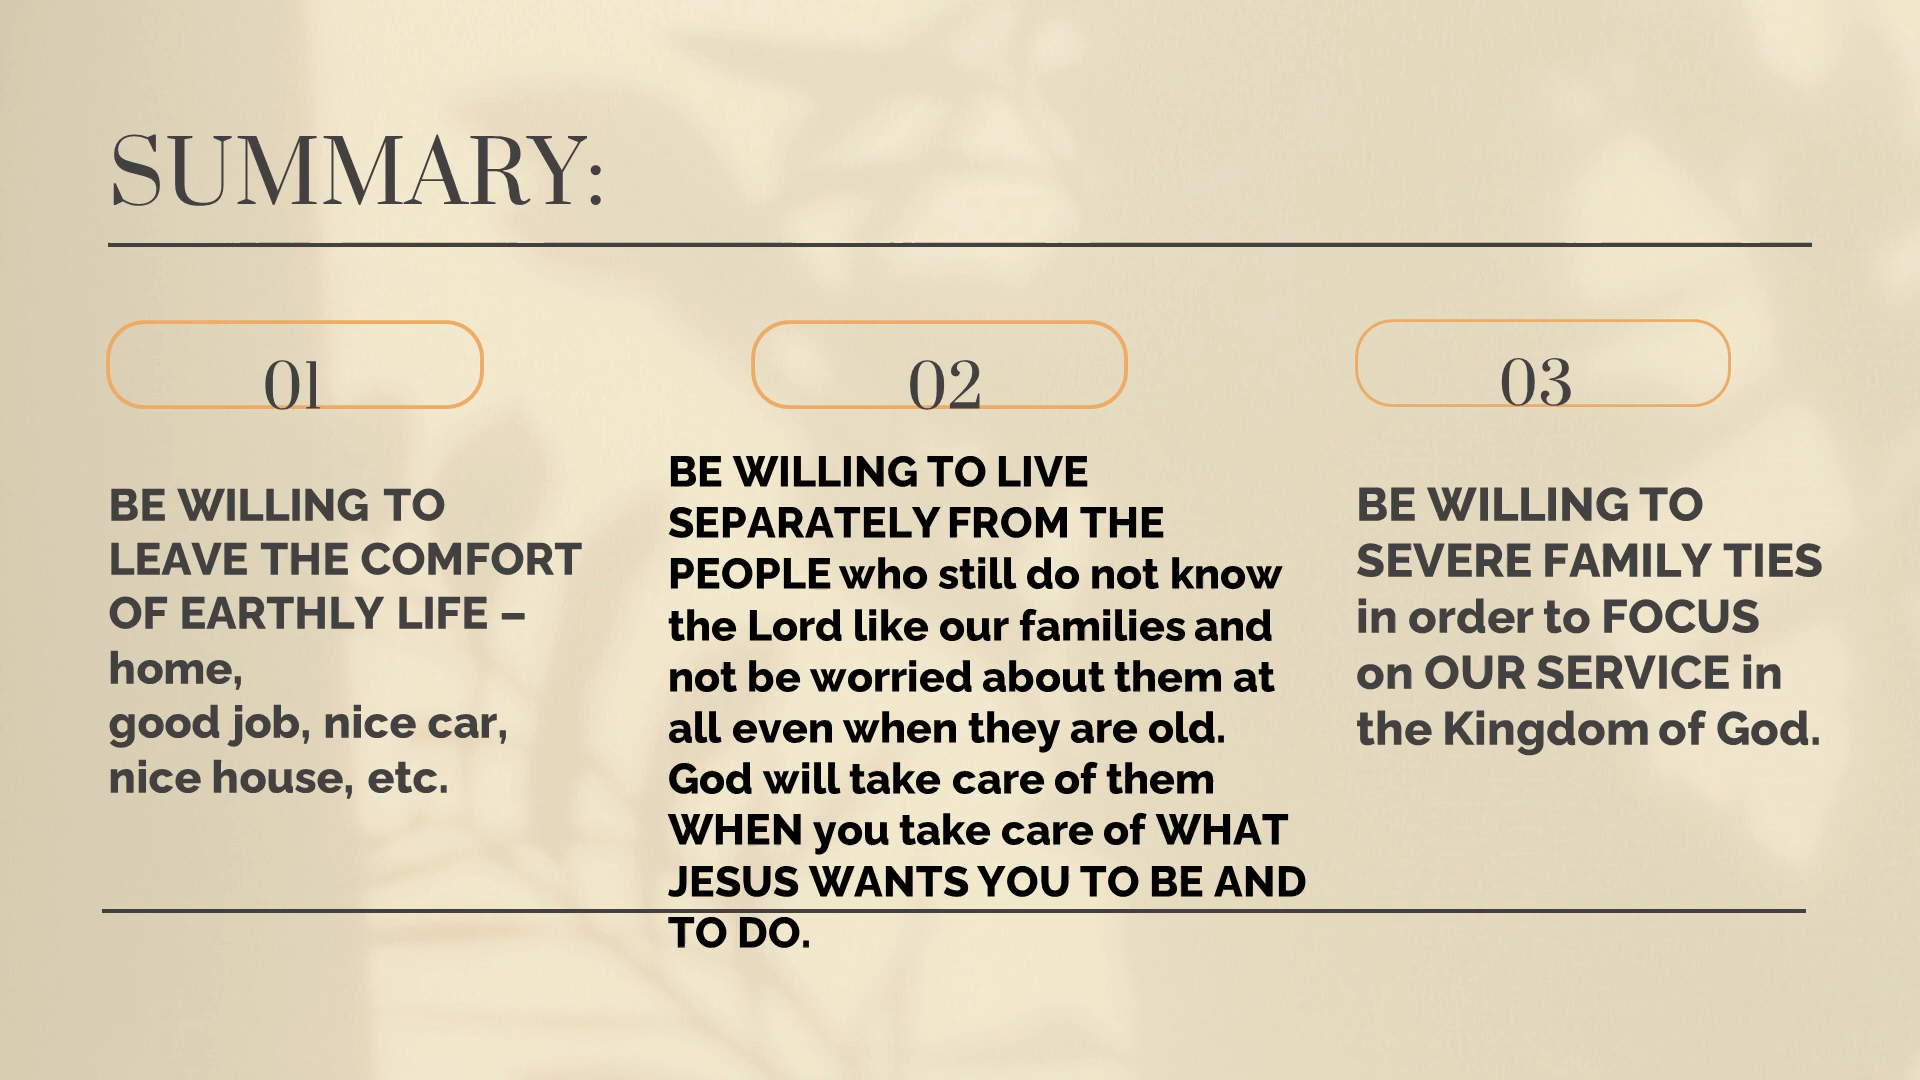 SUMMARY:
01
BE WILLING TO
LEAVE THE COMFORT
OF EARTHLY LIFE –
home,
good job, nice car,
nice house, etc.
02
BE WILLING TO LIVE
SEPARATELY FROM THE
PEOPLE who still do not know
the Lord like our families and
not be worried about them at
all even when they are old.
God will take care of them
WHEN you take care of WHAT
JESUS WANTS YOU TO BE AND
TO DO.
03
BE WILLING TO
SEVERE FAMILY TIES
in order to FOCUS
on OUR SERVICE in
the Kingdom of God.